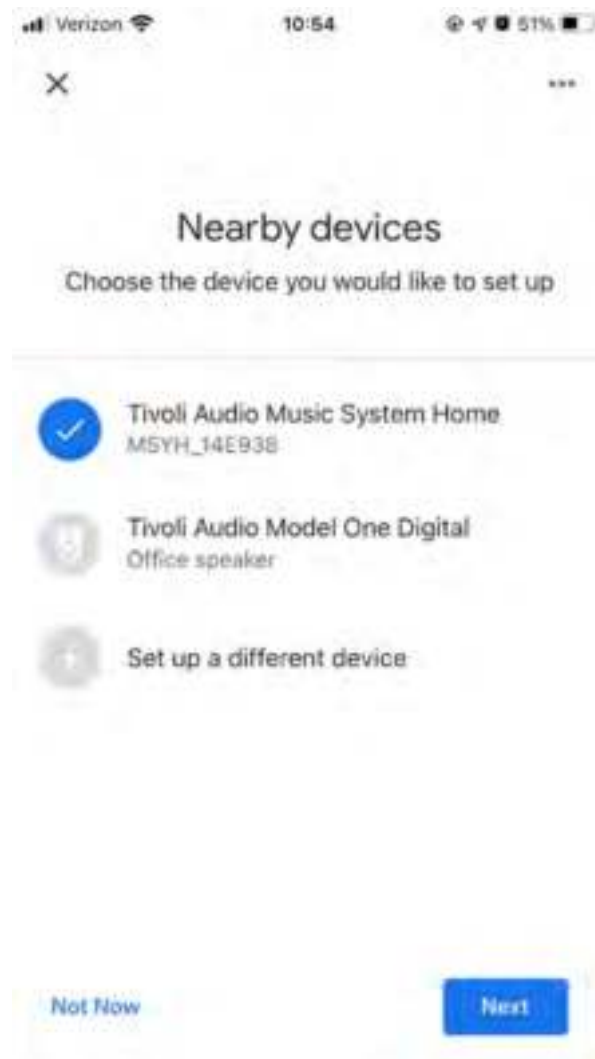 Verizon 10:54 51%
Nearby devices
Choose the device you would like to set up
Tivoli Audio Music System Home
MSYH_14E938
Tivoli Audio Model One Digital
Office speaker
Set up a different device
Not Now Next